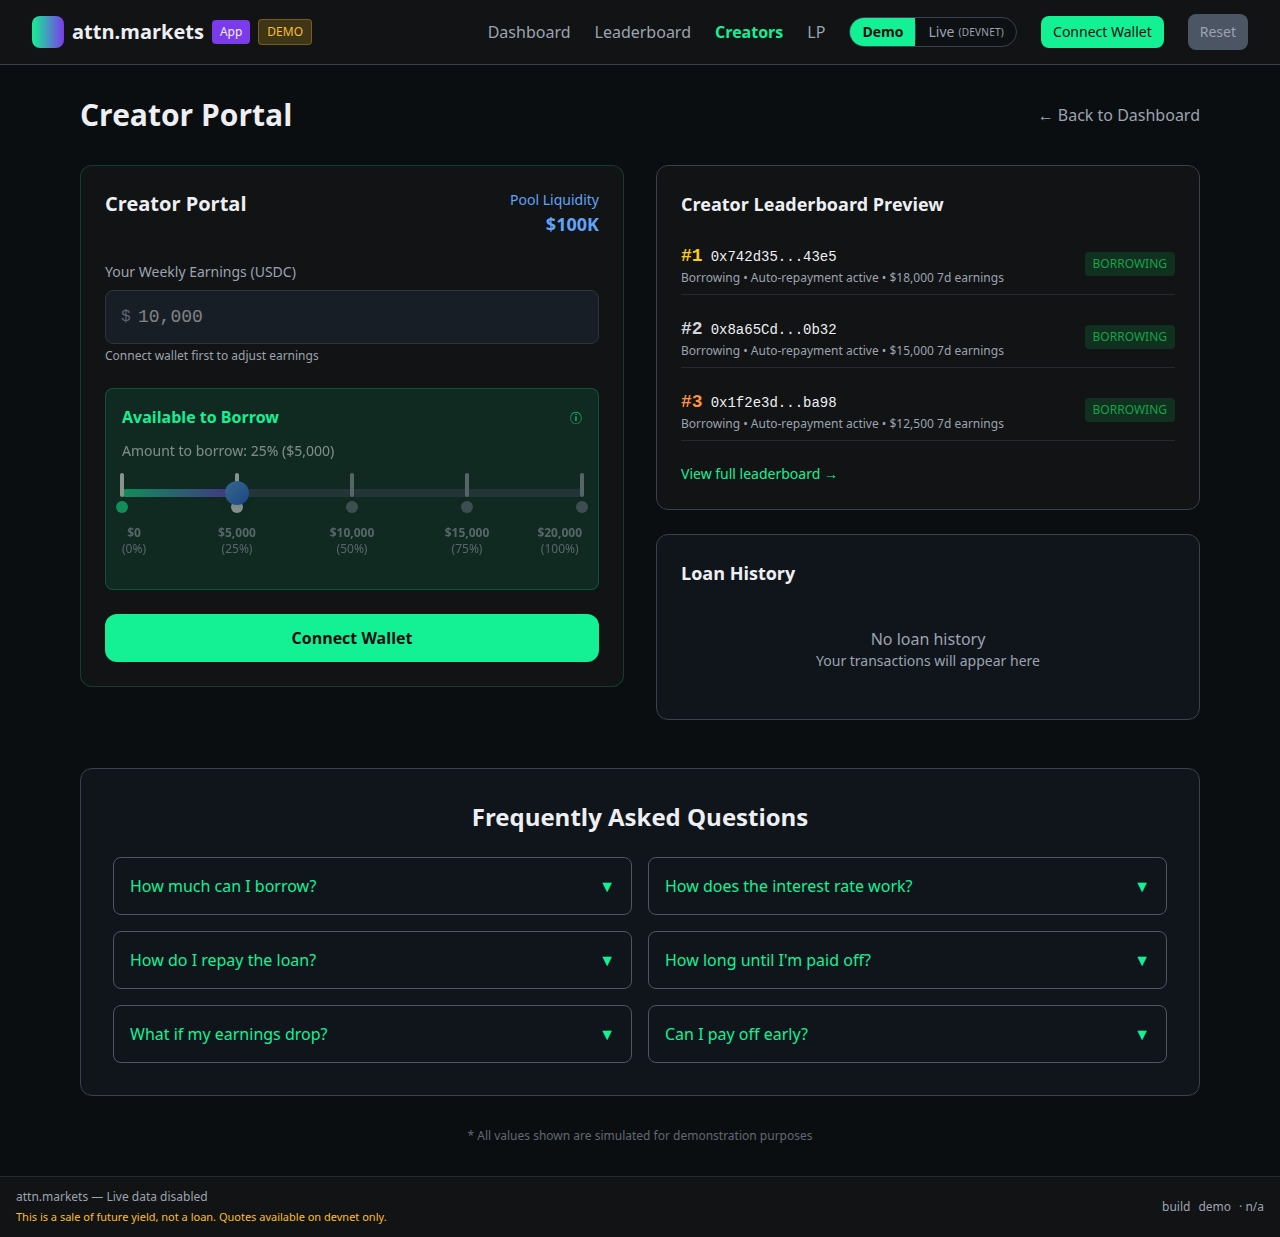 attn.markets App DEMO Dashboard Leaderboard Creators LP Demo Live (DEVNET) Connect Wallet Reset
Creator Portal
← Back to Dashboard
Creator Portal
Pool Liquidity
$100K
Your Weekly Earnings (USDC)
$ 10,000
Connect wallet first to adjust earnings
Available to Borrow ⓘ
Amount to borrow: 25% ($5,000)
$0 $5,000 $10,000 $15,000 $20,000
(0%) (25%) (50%) (75%) (100%)
Connect Wallet
Creator Leaderboard Preview
#1 0x742d35...43e5
Borrowing • Auto-repayment active • $18,000 7d earnings
BORROWING
#2 0x8a65Cd...0b32
Borrowing • Auto-repayment active • $15,000 7d earnings
BORROWING
#3 0x1f2e3d...ba98
Borrowing • Auto-repayment active • $12,500 7d earnings
BORROWING
View full leaderboard →
Loan History
No loan history
Your transactions will appear here
Frequently Asked Questions
How much can I borrow? ▼
How does the interest rate work? ▼
How do I repay the loan? ▼
How long until I'm paid off? ▼
What if my earnings drop? ▼
Can I pay off early? ▼
* All values shown are simulated for demonstration purposes
attn.markets — Live data disabled
This is a sale of future yield, not a loan. Quotes available on devnet only.
build demo · n/a